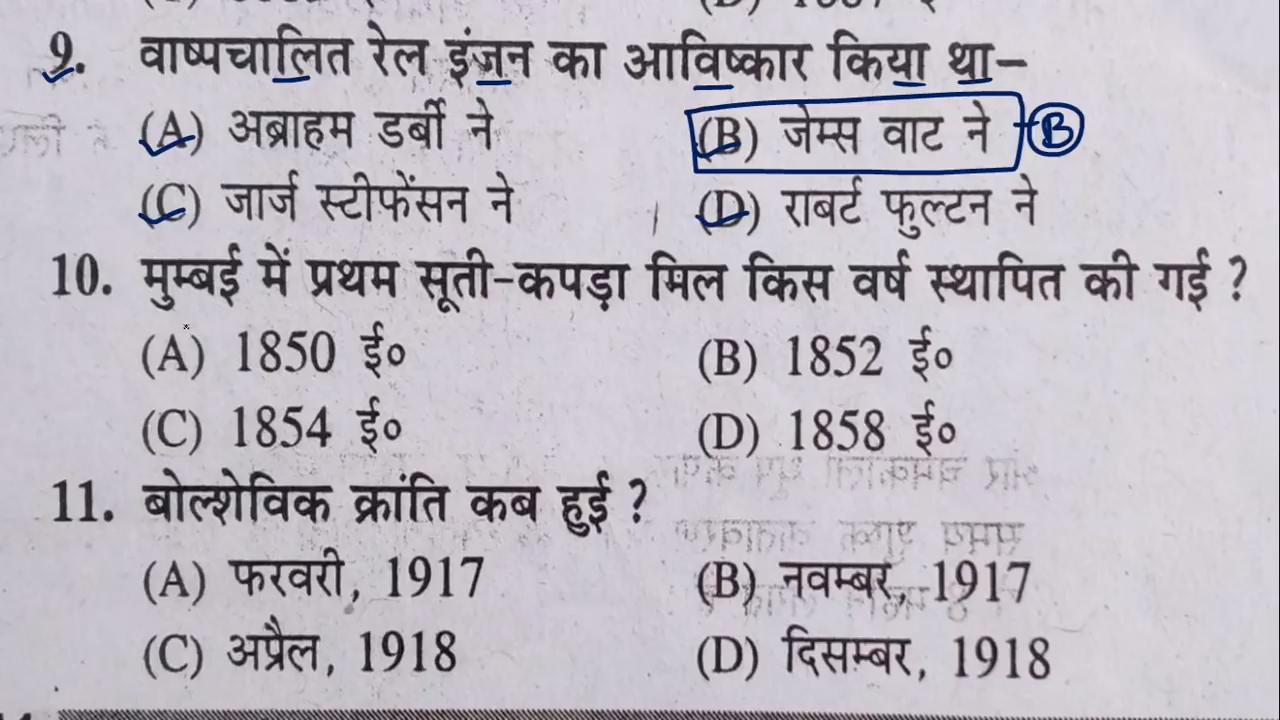 9. वाष्पचालित रेल इंजन का आविष्कार किया था–
(A) अब्राहम डर्बी ने (B) जेम्स वाट ने B
(C) जार्ज स्टीफेंसन ने (D) राबर्ट फुल्टन ने
10. मुम्बई में प्रथम सूती-कपड़ा मिल किस वर्ष स्थापित की गई ?
(A) 1850 ई० (B) 1852 ई०
(C) 1854 ई० (D) 1858 ई०
11. बोल्शेविक क्रांति कब हुई ?
(A) फरवरी, 1917 (B) नवम्बर, 1917
(C) अप्रैल, 1918 (D) दिसम्बर, 1918